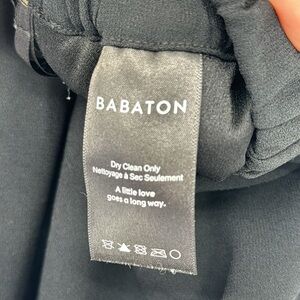 BABATON
Dry Clean Only
Nettoyage à Sec Seulement
A little love
goes a long way.